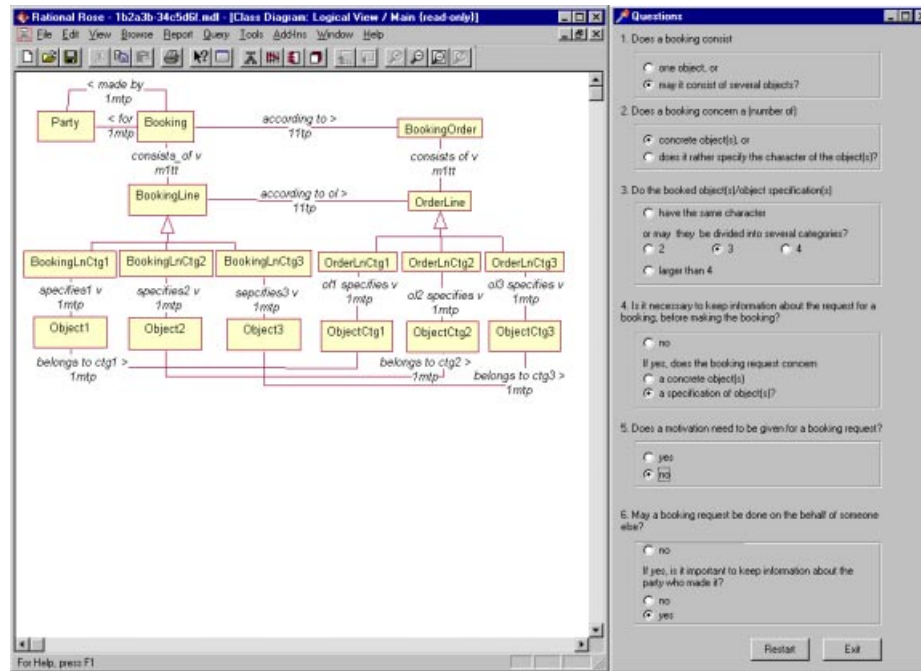 Rational Rose - 1b2a3b-34c5d6f.mdl - [Class Diagram: Logical View / Main (read-only)]
File Edit View Browse Report Query Tools Add-Ins Window Help
< made by
1mtp
Party
< for
1mtp
Booking
according to >
11tp
BookingOrder
consists_of v
m1tt
consists of v
m1tt
BookingLine
according to ol >
11tp
OrderLine
BookingLnCtg1
BookingLnCtg2
BookingLnCtg3
OrderLnCtg1
OrderLnCtg2
OrderLnCtg3
specifies1 v
1mtp
specifies2 v
1mtp
sepcifies3 v
1mtp
ol1 specifies v
1mtp
ol2 specifies v
1mtp
ol3 specifies v
1mtp
Object1
Object2
Object3
ObjectCtg1
ObjectCtg2
ObjectCtg3
belongs to ctg1 >
1mtp
belongs to ctg2 >
1mtp
belongs to ctg3 >
1mtp
For Help, press F1
Questions
1. Does a booking consist
one object, or
may it consist of several objects?
2. Does a booking concern a (number of)
concrete object(s), or
does it rather specify the character of the object(s)?
3. Do the booked object(s)/object specification(s)
have the same character
or may they be divided into several categories?
2 3 4
larger than 4
4. Is it necessary to keep information about the request for a
booking, before making the booking?
no
If yes, does the booking request concern
a concrete object(s)
a specification of object(s)?
5. Does a motivation need to be given for a booking request?
yes
no
6. May a booking request be done on the behalf of someone
else?
no
If yes, is it important to keep information about the
party who made it?
no
yes
Restart Exit